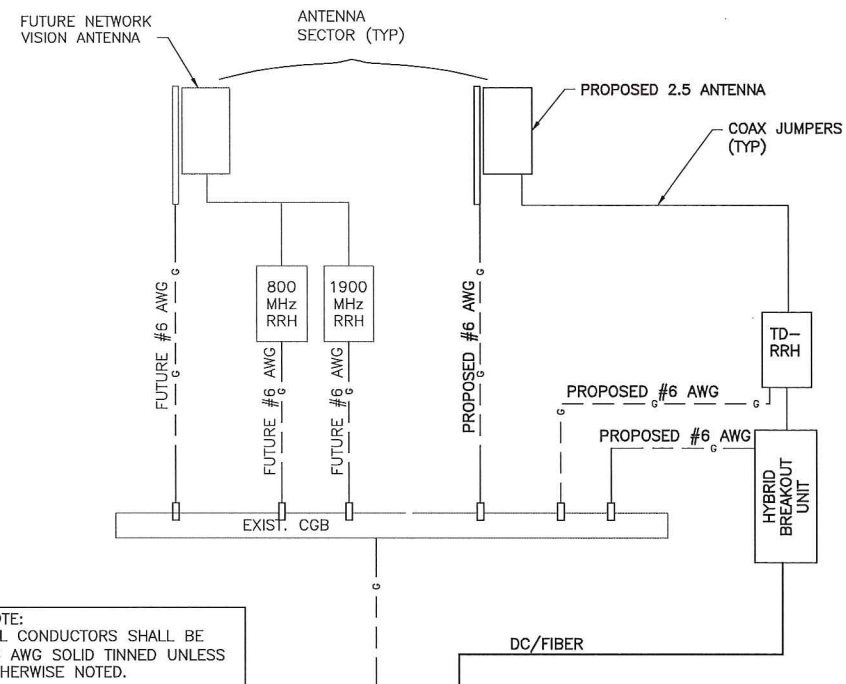 FUTURE NETWORK
VISION ANTENNA
ANTENNA
SECTOR (TYP)
PROPOSED 2.5 ANTENNA
COAX JUMPERS
(TYP)
G
G
FUTURE #6 AWG
G
G
800
MHz
RRH
1900
MHz
RRH
PROPOSED #6 AWG
TD-
RRH
FUTURE #6 AWG
G
G
FUTURE #6 AWG
G
G
PROPOSED #6 AWG
G
G
G
PROPOSED #6 AWG
G
HYBRID
BREAKOUT
UNIT
EXIST. CGB
G
OTE:
L CONDUCTORS SHALL BE
AWG SOLID TINNED UNLESS
THERWISE NOTED.
DC/FIBER